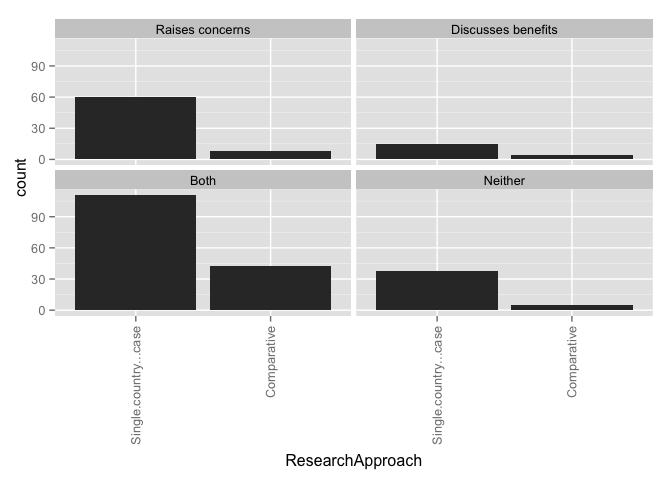 Raises concerns
Discusses benefits
90
60
30
0
count
Both
Neither
90
60
30
0
Single.country...case
Comparative
Single.country...case
Comparative
ResearchApproach